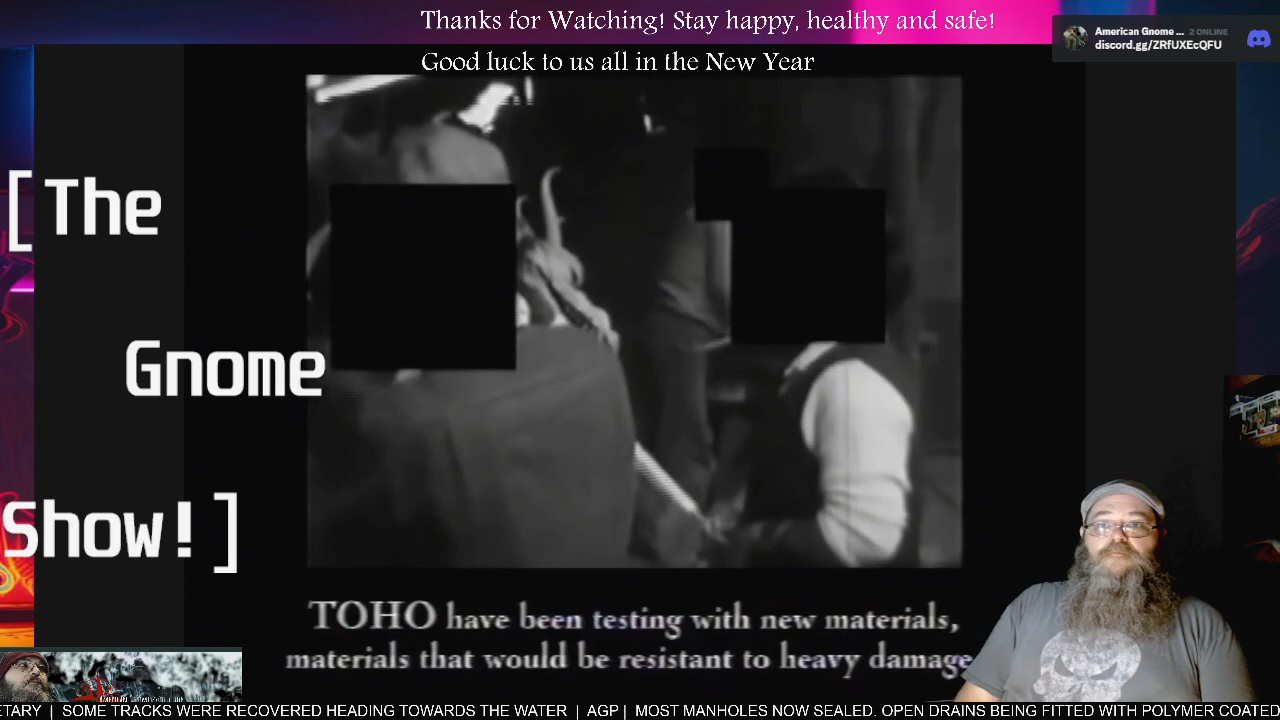 Thanks for Watching! Stay happy, healthy and safe!
Good luck to us all in the New Year
American Gnome ... 2 ONLINE
discord.gg/ZRfUXEcQFU
[The
Gnome
Show!]
TOHO have been testing with new materials,
materials that would be resistant to heavy damage
ETARY | SOME TRACKS WERE RECOVERED HEADING TOWARDS THE WATER | AGP | MOST MANHOLES NOW SEALED. OPEN DRAINS BEING FITTED WITH POLYMER COATED